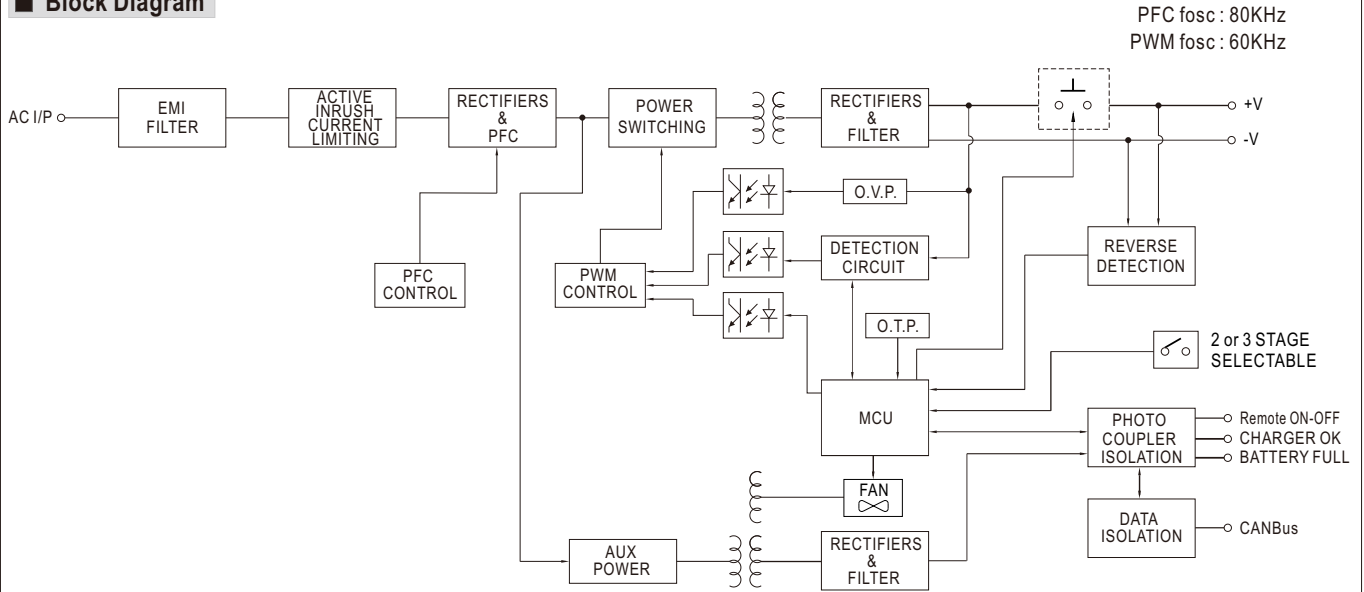 ■ Block Diagram
PFC fosc : 80KHz
PWM fosc : 60KHz
AC I/P
EMI
FILTER
ACTIVE
INRUSH
CURRENT
LIMITING
RECTIFIERS
&
PFC
POWER
SWITCHING
RECTIFIERS
&
FILTER
+V
-V
O.V.P.
DETECTION
CIRCUIT
REVERSE
DETECTION
PFC
CONTROL
PWM
CONTROL
O.T.P.
2 or 3 STAGE
SELECTABLE
MCU
PHOTO
COUPLER
ISOLATION
Remote ON-OFF
CHARGER OK
BATTERY FULL
FAN
DATA
ISOLATION
CANBus
AUX
POWER
RECTIFIERS
&
FILTER